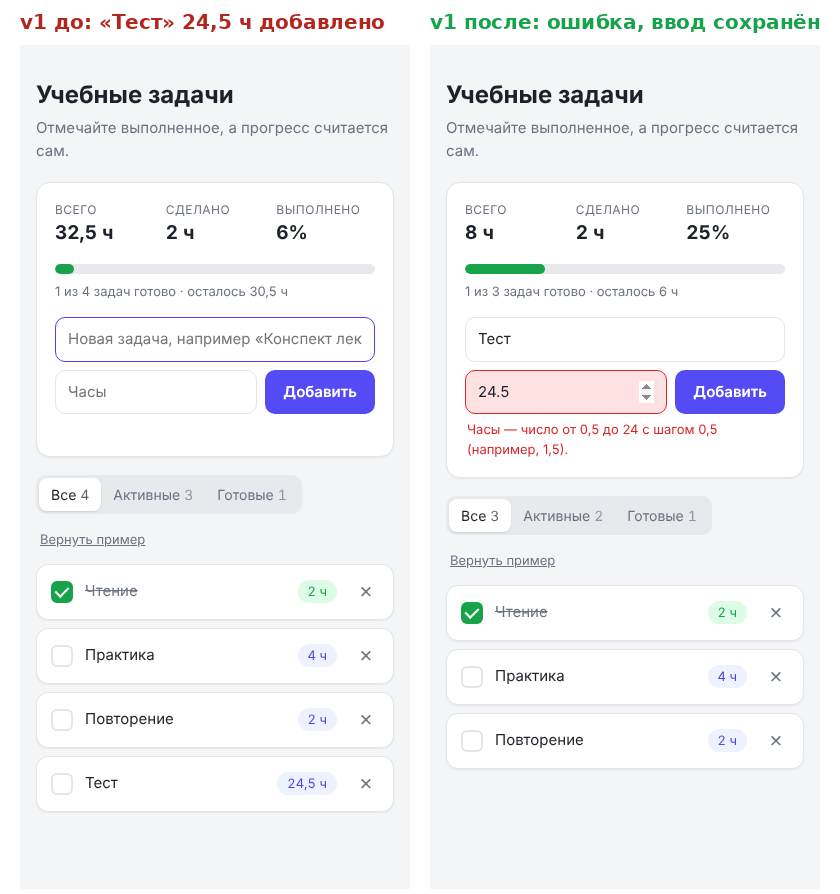 v1 до: «Тест» 24,5 ч добавлено
Учебные задачи
Отмечайте выполненное, а прогресс считается
сам.
ВСЕГО СДЕЛАНО ВЫПОЛНЕНО
32,5 ч 2 ч 6%
1 из 4 задач готово · осталось 30,5 ч
Новая задача, например «Конспект лек
Часы Добавить
Все 4 Активные 3 Готовые 1
Вернуть пример
Чтение 2 ч ✕
Практика 4 ч ✕
Повторение 2 ч ✕
Тест 24,5 ч ✕
v1 после: ошибка, ввод сохранён
Учебные задачи
Отмечайте выполненное, а прогресс считается
сам.
ВСЕГО СДЕЛАНО ВЫПОЛНЕНО
8 ч 2 ч 25%
1 из 3 задач готово · осталось 6 ч
Тест
24.5 Добавить
Часы — число от 0,5 до 24 с шагом 0,5
(например, 1,5).
Все 3 Активные 2 Готовые 1
Вернуть пример
Чтение 2 ч ✕
Практика 4 ч ✕
Повторение 2 ч ✕